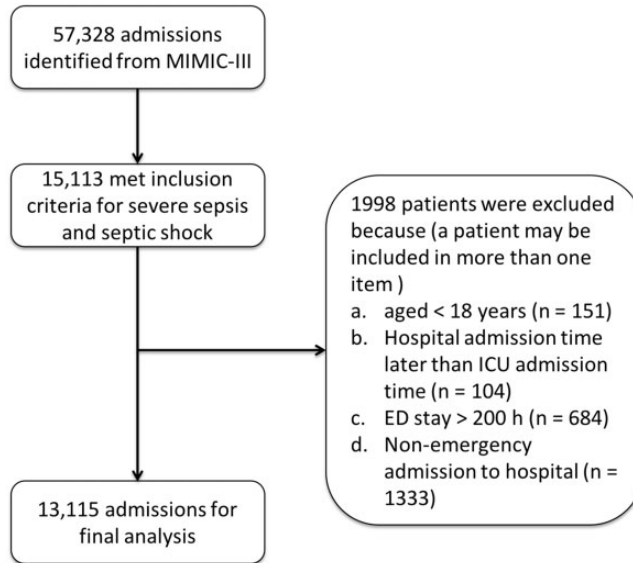 57,328 admissions
identified from MIMIC-III
15,113 met inclusion
criteria for severe sepsis
and septic shock
1998 patients were excluded
because (a patient may be
included in more than one
item )
a. aged < 18 years (n = 151)
b. Hospital admission time
later than ICU admission
time (n = 104)
c. ED stay > 200 h (n = 684)
d. Non-emergency
admission to hospital (n =
1333)
13,115 admissions for
final analysis